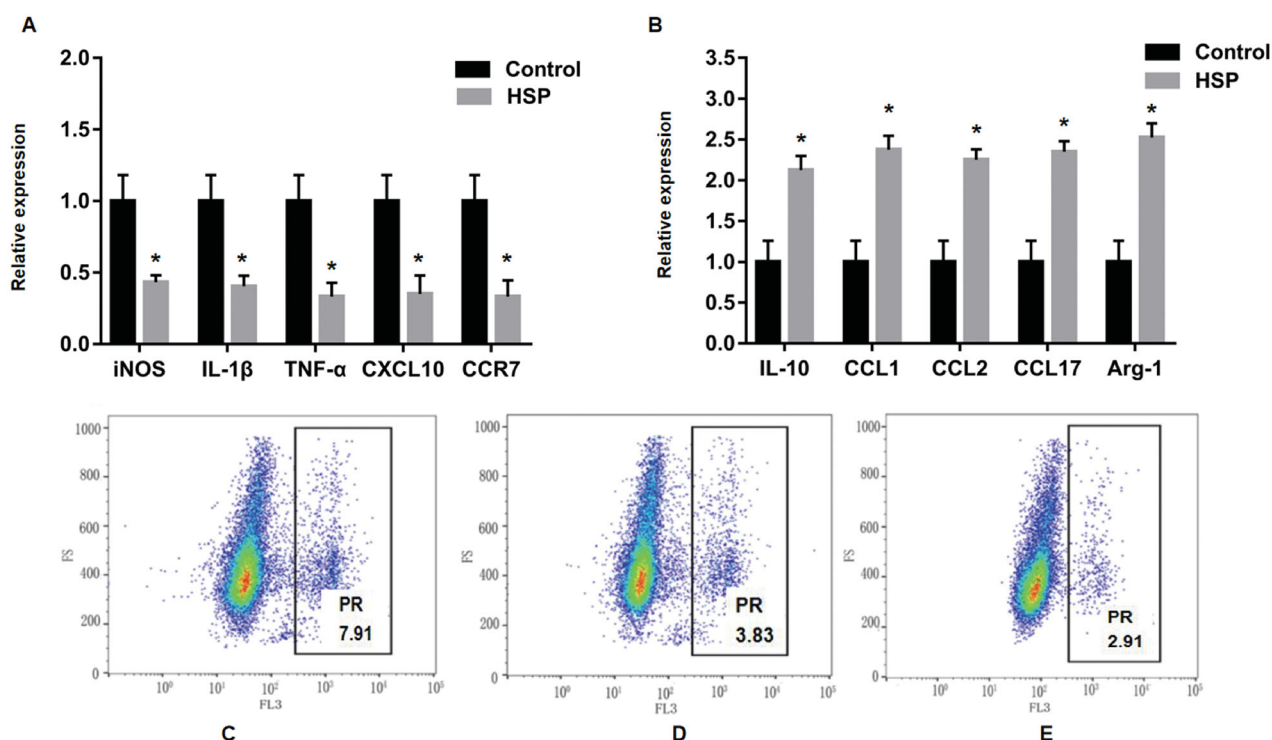 A
Relative expression
2.0
1.5
1.0
0.5
0.0
Control
HSP
* * * * *
iNOS IL-1β TNF-α CXCL10 CCR7
B
Relative expression
3.5
3.0
2.5
2.0
1.5
1.0
0.5
0.0
Control
HSP
* * * * *
IL-10 CCL1 CCL2 CCL17 Arg-1
FS
1000
800
600
400
200
0
PR
7.91
10⁰ 10¹ 10² 10³ 10⁴ 10⁵
FL3
C
FS
1000
800
600
400
200
0
PR
3.83
10⁰ 10¹ 10² 10³ 10⁴ 10⁵
FL3
D
FS
1000
800
600
400
200
0
PR
2.91
10⁰ 10¹ 10² 10³ 10⁴ 10⁵
FL3
E